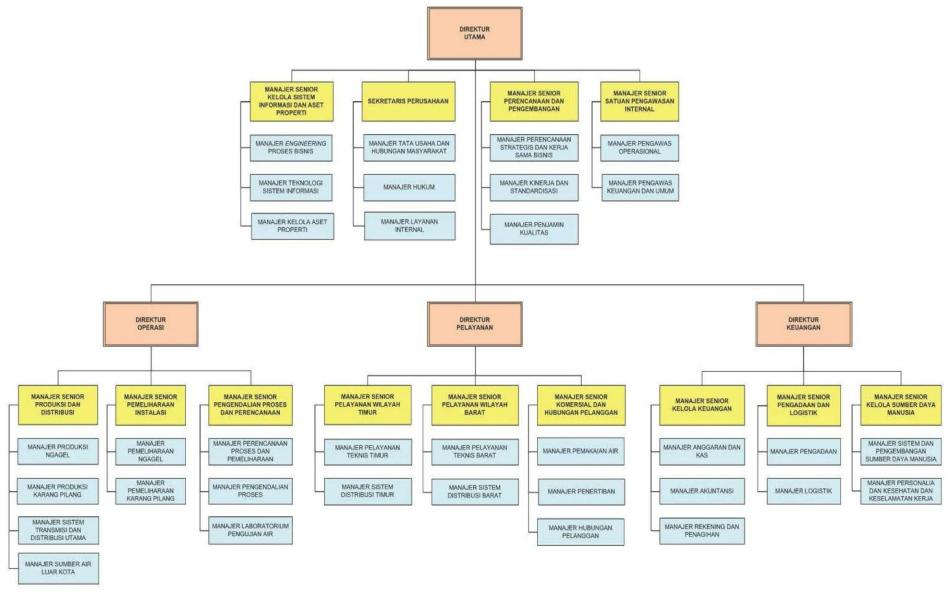 DIREKTUR
UTAMA
MANAJER SENIOR
KELOLA SISTEM
INFORMASI DAN ASET
PROPERTI
MANAJER ENGINEERING
PROSES BISNIS
MANAJER TEKNOLOGI
SISTEM INFORMASI
MANAJER KELOLA ASET
PROPERTI
SEKRETARIS PERUSAHAAN
MANAJER TATA USAHA DAN
HUBUNGAN MASYARAKAT
MANAJER HUKUM
MANAJER LAYANAN
INTERNAL
MANAJER SENIOR
PERENCANAAN DAN
PENGEMBANGAN
MANAJER PERENCANAAN
STRATEGIS DAN KERJA
SAMA BISNIS
MANAJER KINERJA DAN
STANDARDISASI
MANAJER PENJAMIN
KUALITAS
MANAJER SENIOR
SATUAN PENGAWASAN
INTERNAL
MANAJER PENGAWAS
OPERASIONAL
MANAJER PENGAWAS
KEUANGAN DAN UMUM
DIREKTUR
OPERASI
MANAJER SENIOR
PRODUKSI DAN
DISTRIBUSI
MANAJER PRODUKSI
NGAGEL
MANAJER PRODUKSI
KARANG PILANG
MANAJER SISTEM
TRANSMISI DAN
DISTRIBUSI UTAMA
MANAJER SUMBER AIR
LUAR KOTA
MANAJER SENIOR
PEMELIHARAAN
INSTALASI
MANAJER
PEMELIHARAAN
NGAGEL
MANAJER
PEMELIHARAAN
KARANG PILANG
MANAJER SENIOR
PENGENDALIAN PROSES
DAN PERENCANAAN
MANAJER PERENCANAAN
PROSES DAN
PEMELIHARAAN
MANAJER PENGENDALIAN
PROSES
MANAJER LABORATORIUM
PENGUJIAN AIR
DIREKTUR
PELAYANAN
MANAJER SENIOR
PELAYANAN WILAYAH
TIMUR
MANAJER PELAYANAN
TEKNIS TIMUR
MANAJER SISTEM
DISTRIBUSI TIMUR
MANAJER SENIOR
PELAYANAN WILAYAH
BARAT
MANAJER PELAYANAN
TEKNIS BARAT
MANAJER SISTEM
DISTRIBUSI BARAT
MANAJER SENIOR
KOMERSIAL DAN
HUBUNGAN PELANGGAN
MANAJER PEMAKAIAN AIR
MANAJER PENERTIBAN
MANAJER HUBUNGAN
PELANGGAN
DIREKTUR
KEUANGAN
MANAJER SENIOR
KELOLA KEUANGAN
MANAJER ANGGARAN DAN
KAS
MANAJER AKUNTANSI
MANAJER REKENING DAN
PENAGIHAN
MANAJER SENIOR
PENGADAAN DAN
LOGISTIK
MANAJER PENGADAAN
MANAJER LOGISTIK
MANAJER SENIOR
KELOLA SUMBER DAYA
MANUSIA
MANAJER SISTEM DAN
PENGEMBANGAN
SUMBER DAYA MANUSIA
MANAJER PERSONALIA
DAN KESEHATAN DAN
KESELAMATAN KERJA